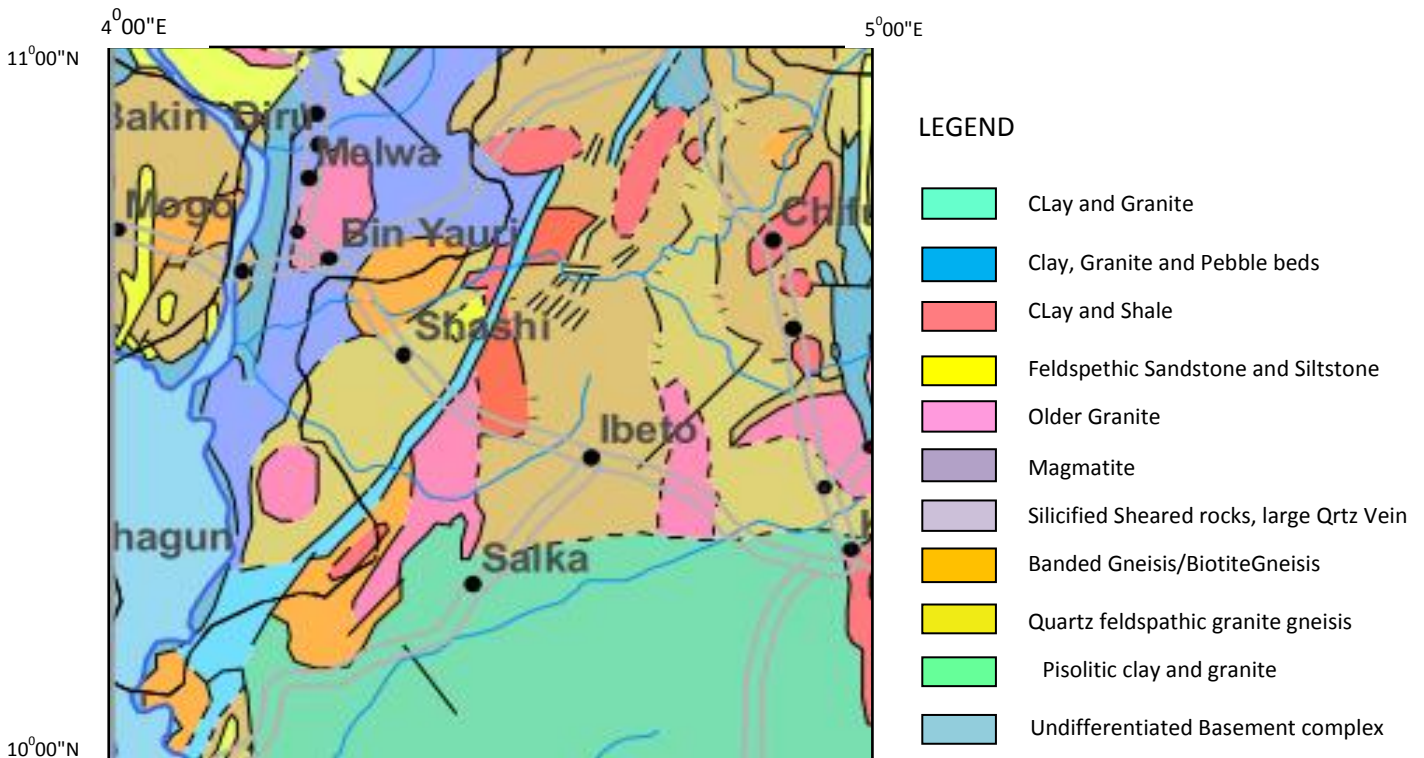 4⁰00"E
5⁰00"E
11⁰00"N
Bakin Diru
Melwa
Mogo
Chifu
Bin Yauri
Shashi
Ibeto
hagun
Salka
K
10⁰00"N
LEGEND
CLay and Granite
Clay, Granite and Pebble beds
CLay and Shale
Feldspethic Sandstone and Siltstone
Older Granite
Magmatite
Silicified Sheared rocks, large Qrtz Vein
Banded Gneisis/BiotiteGneisis
Quartz feldspathic granite gneisis
Pisolitic clay and granite
Undifferentiated Basement complex